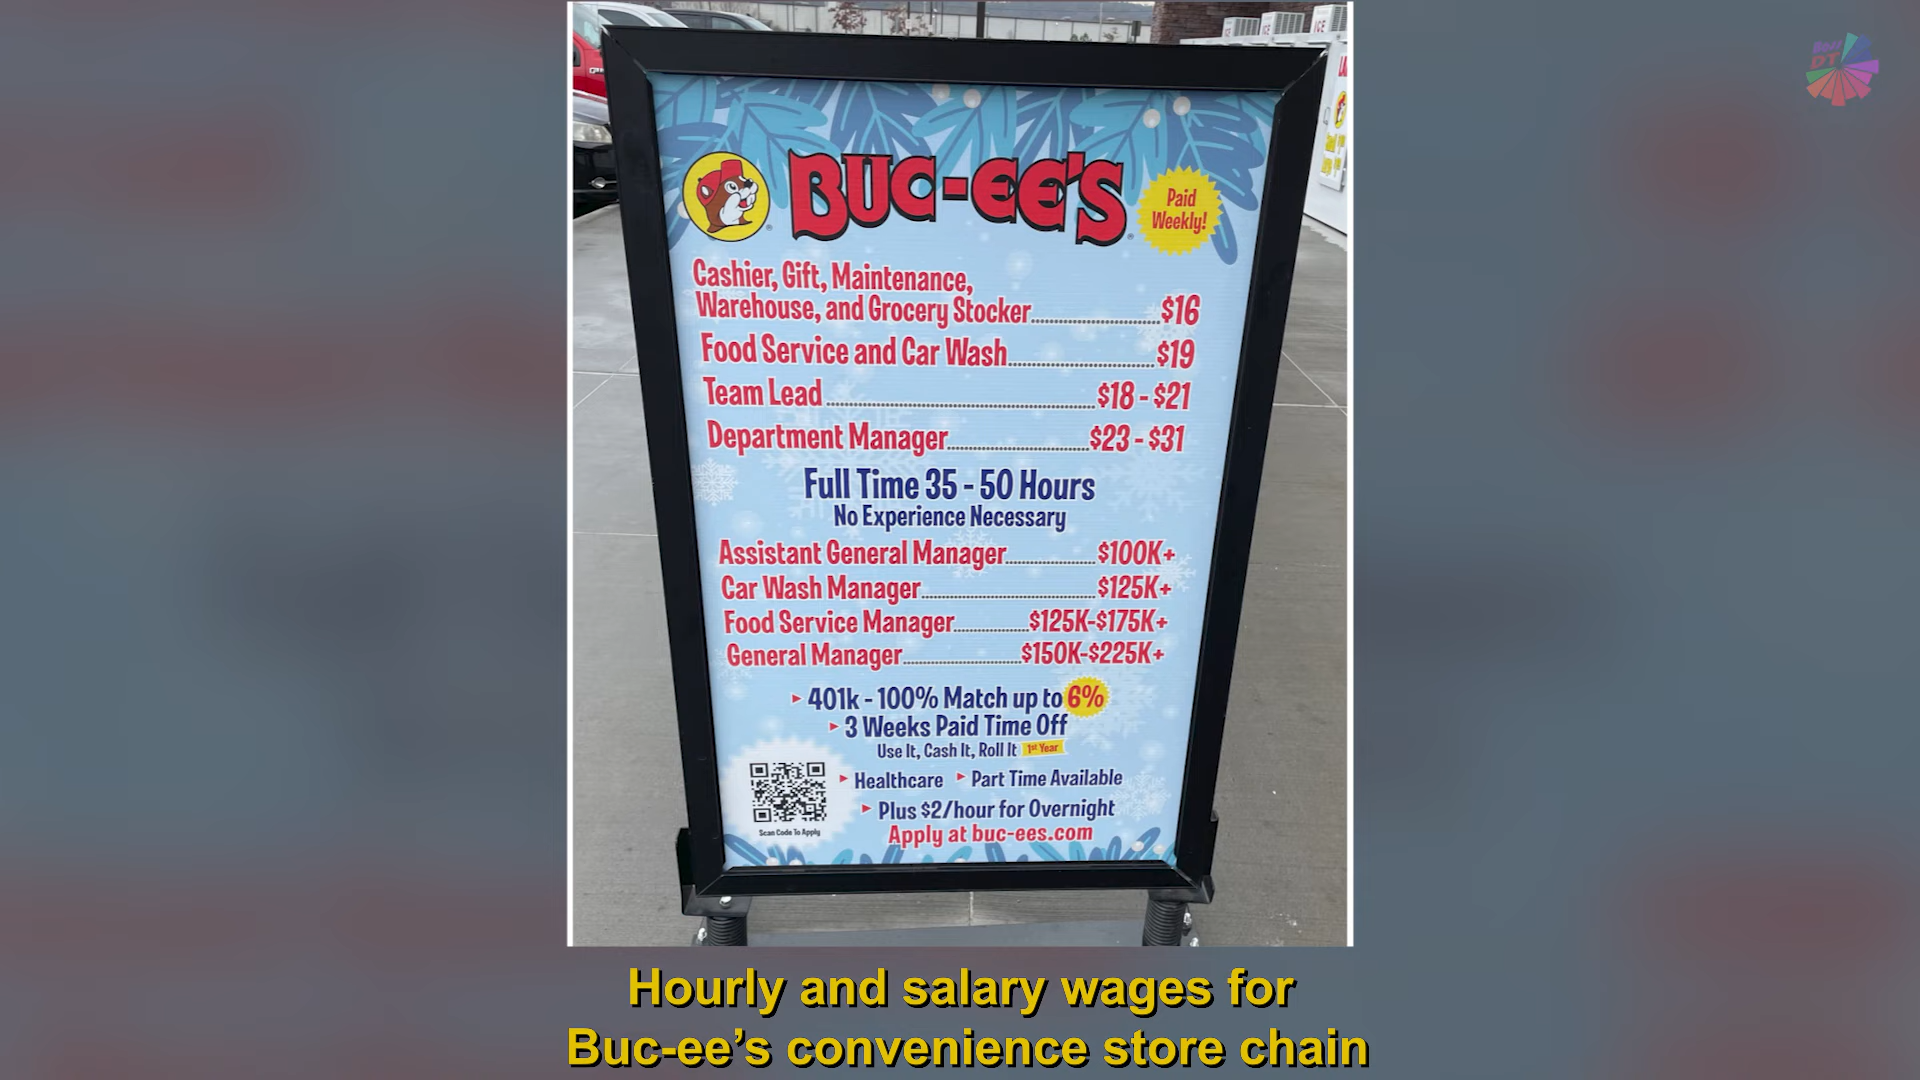 BUC-EE'S
Paid
Weekly!
Cashier, Gift, Maintenance,
Warehouse, and Grocery Stocker.......................$16
Food Service and Car Wash.......................$19
Team Lead.......................$18 - $21
Department Manager.......................$23 - $31
Full Time 35 - 50 Hours
No Experience Necessary
Assistant General Manager.......................$100K+
Car Wash Manager.......................$125K+
Food Service Manager.......................$125K-$175K+
General Manager.......................$150K-$225K+
401k - 100% Match up to 6%
3 Weeks Paid Time Off
Use It, Cash It, Roll It 1st Year
Healthcare Part Time Available
Plus $2/hour for Overnight
Scan Code To Apply
Apply at buc-ees.com
ICE
ICE
ICE
DT
Hourly and salary wages for
Buc-ee’s convenience store chain